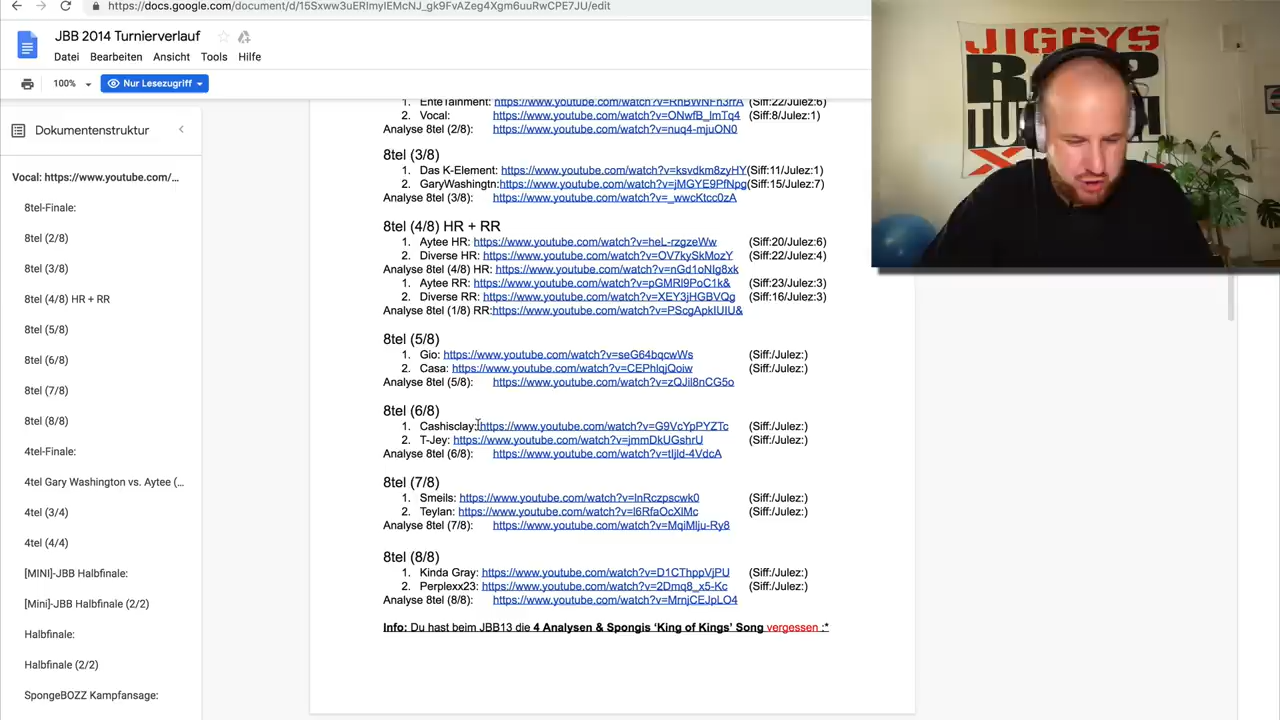 https://docs.google.com/document/d/15Sxww3uERImyIEMcNJ_gk9FvAZeg4Xgm6uuRwCPE7JU/edit
JBB 2014 Turnierverlauf
Datei Bearbeiten Ansicht Tools Hilfe
100% Nur Lesezugriff
Dokumentenstruktur
Vocal: https://www.youtube.com/...
8tel-Finale:
8tel (2/8)
8tel (3/8)
8tel (4/8) HR + RR
8tel (5/8)
8tel (6/8)
8tel (7/8)
8tel (8/8)
4tel-Finale:
4tel Gary Washington vs. Aytee (...
4tel (3/4)
4tel (4/4)
[MINI]-JBB Halbfinale:
[Mini]-JBB Halbfinale (2/2)
Halbfinale:
Halbfinale (2/2)
SpongeBOZZ Kampfansage:
1. EnteTainment: https://www.youtube.com/watch?v=RhBWNFn3rrA (Siff:22/Julez:6)
2. Vocal: https://www.youtube.com/watch?v=ONwfB_lmTq4 (Siff:8/Julez:1)
Analyse 8tel (2/8): https://www.youtube.com/watch?v=nuq4-mjuON0
8tel (3/8)
1. Das K-Element: https://www.youtube.com/watch?v=ksvdkm8zyHY(Siff:11/Julez:1)
2. GaryWashingtn:https://www.youtube.com/watch?v=jMGYE9PfNpg(Siff:15/Julez:7)
Analyse 8tel (3/8): https://www.youtube.com/watch?v=_wwcKtcc0zA
8tel (4/8) HR + RR
1. Aytee HR: https://www.youtube.com/watch?v=heL-rzgzeWw (Siff:20/Julez:6)
2. Diverse HR: https://www.youtube.com/watch?v=OV7kySkMozY (Siff:22/Julez:4)
Analyse 8tel (4/8) HR: https://www.youtube.com/watch?v=nGd1oNIg8xk
1. Aytee RR: https://www.youtube.com/watch?v=pGMRl9PoC1k& (Siff:23/Julez:3)
2. Diverse RR: https://www.youtube.com/watch?v=XEY3jHGBVQg (Siff:16/Julez:3)
Analyse 8tel (1/8) RR:https://www.youtube.com/watch?v=PScgApkIUIU&
8tel (5/8)
1. Gio: https://www.youtube.com/watch?v=seG64bqcwWs (Siff:/Julez:)
2. Casa: https://www.youtube.com/watch?v=CEPhlqjQoiw (Siff:/Julez:)
Analyse 8tel (5/8): https://www.youtube.com/watch?v=zQJil8nCG5o
8tel (6/8)
1. Cashisclay: https://www.youtube.com/watch?v=G9VcYpPYZTc (Siff:/Julez:)
2. T-Jey: https://www.youtube.com/watch?v=jmmDkUGshrU (Siff:/Julez:)
Analyse 8tel (6/8): https://www.youtube.com/watch?v=tIjld-4VdcA
8tel (7/8)
1. Smeils: https://www.youtube.com/watch?v=lnRczpscwk0 (Siff:/Julez:)
2. Teylan: https://www.youtube.com/watch?v=l6RfaOcXlMc (Siff:/Julez:)
Analyse 8tel (7/8): https://www.youtube.com/watch?v=MqiMlju-Ry8
8tel (8/8)
1. Kinda Gray: https://www.youtube.com/watch?v=D1CThppVjPU (Siff:/Julez:)
2. Perplexx23: https://www.youtube.com/watch?v=2Dmq8_x5-Kc (Siff:/Julez:)
Analyse 8tel (8/8): https://www.youtube.com/watch?v=MrnjCEJpLO4
Info: Du hast beim JBB13 die 4 Analysen & Spongis ‘King of Kings’ Song vergessen :*
JIGGYS